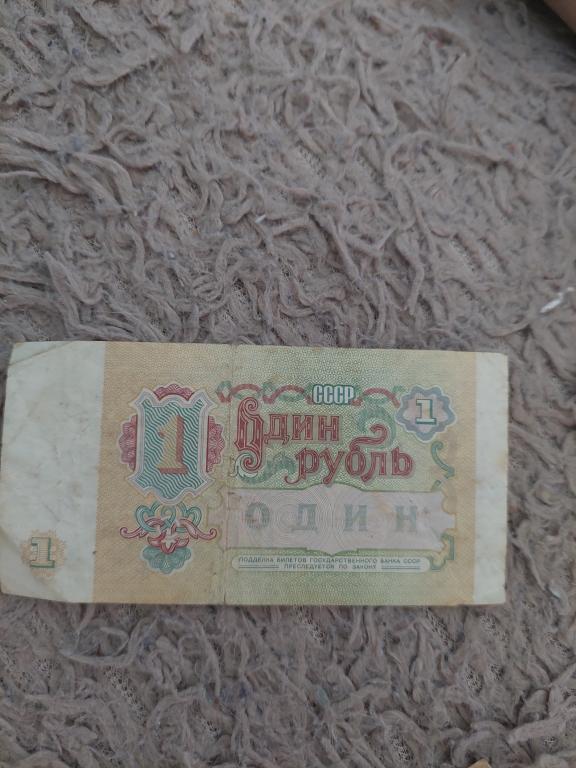 СССР
1
1
Один
рубль
ОДИН
1
ПОДДЕЛКА БИЛЕТОВ ГОСУДАРСТВЕННОГО БАНКА СССР
ПРЕСЛЕДУЕТСЯ ПО ЗАКОНУ